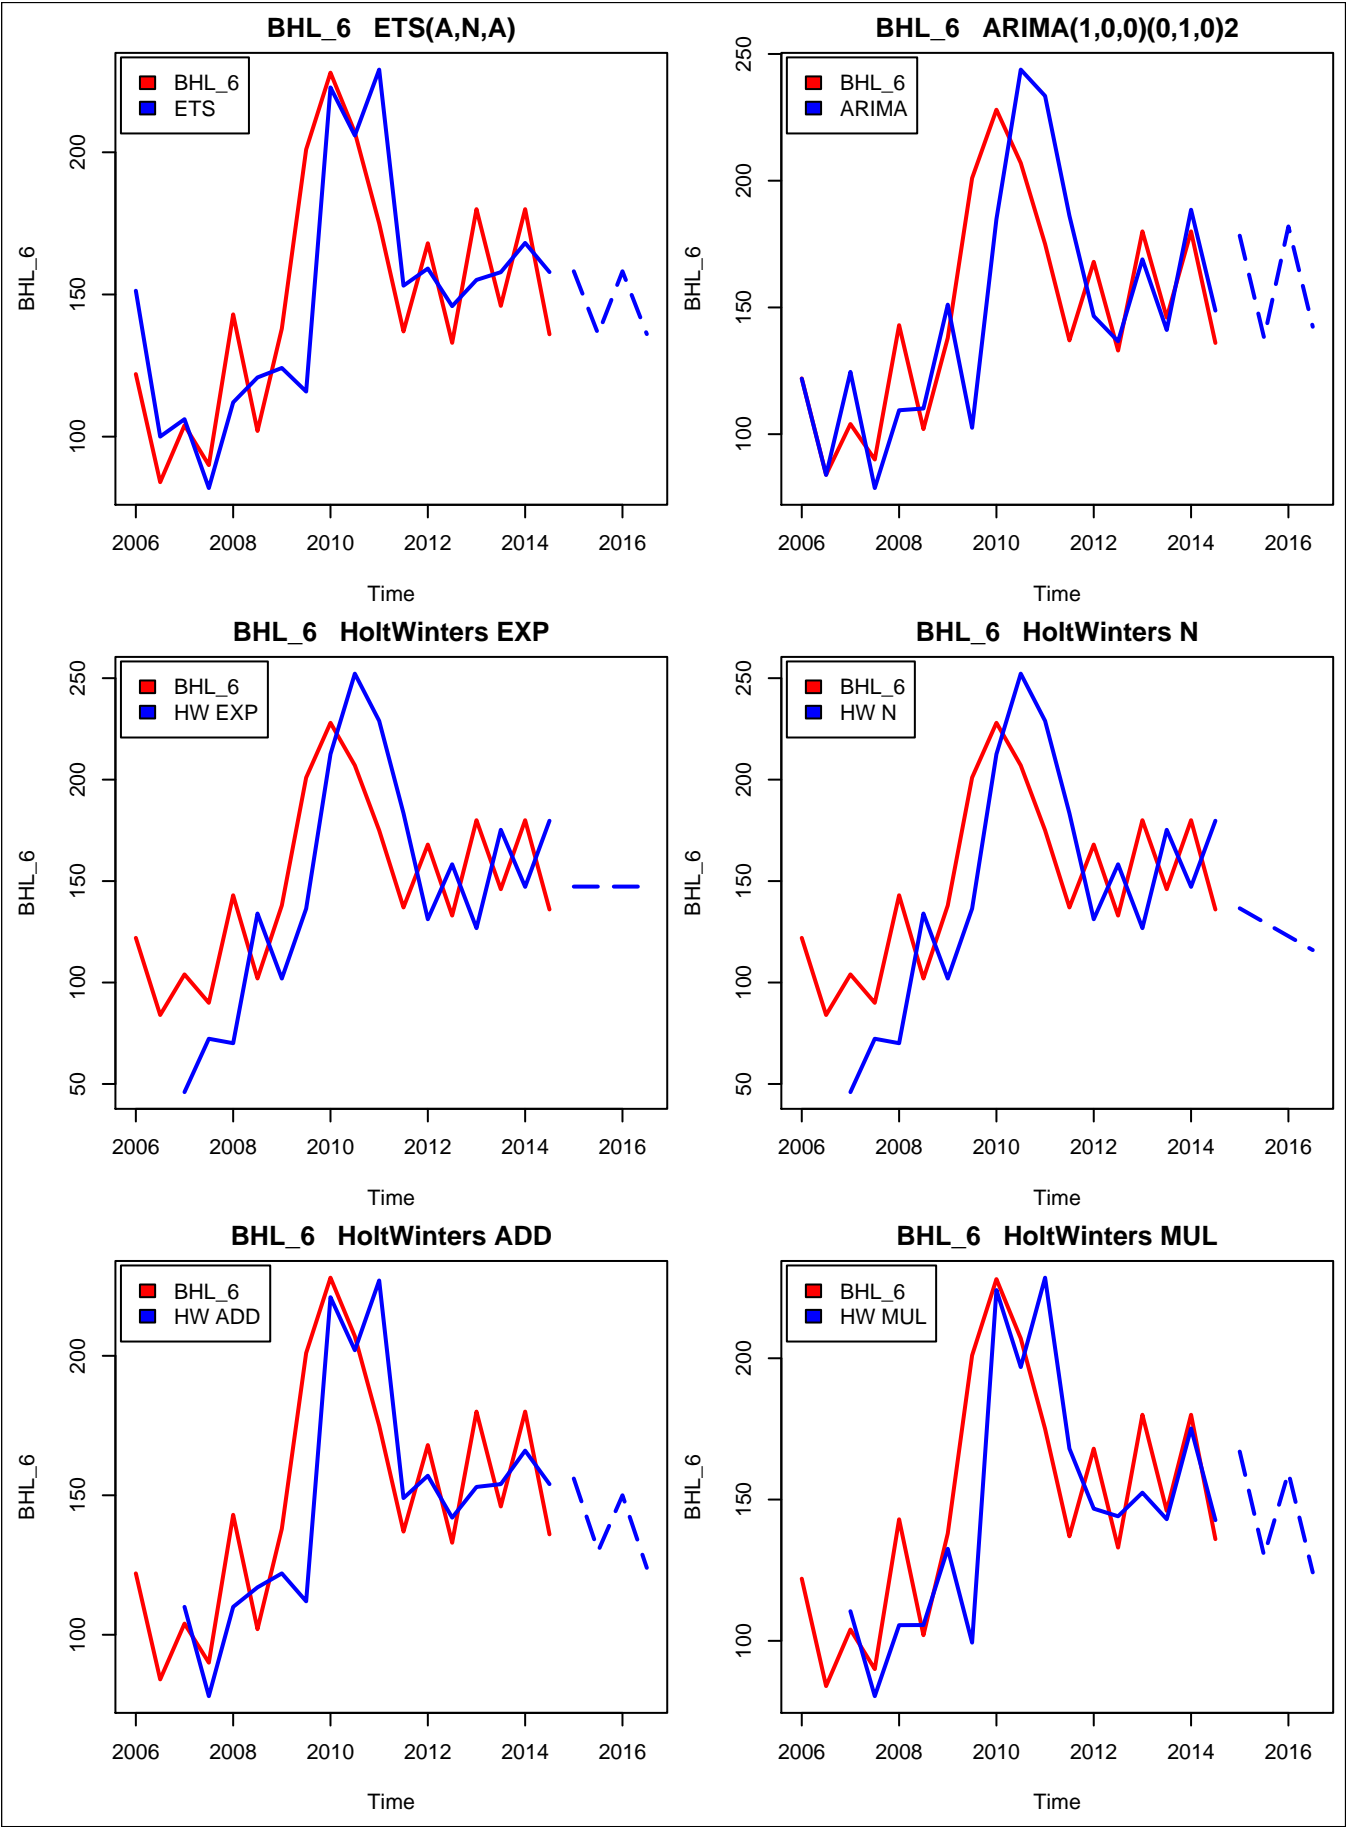 BHL_6   ETS(A,N,A)
BHL_6
ETS
BHL_6
100
150
200
2006
2008
2010
2012
2014
2016
Time
BHL_6   ARIMA(1,0,0)(0,1,0)2
BHL_6
ARIMA
BHL_6
100
150
200
250
2006
2008
2010
2012
2014
2016
Time
BHL_6   HoltWinters EXP
BHL_6
HW EXP
BHL_6
50
100
150
200
250
2006
2008
2010
2012
2014
2016
Time
BHL_6   HoltWinters N
BHL_6
HW N
BHL_6
50
100
150
200
250
2006
2008
2010
2012
2014
2016
Time
BHL_6   HoltWinters ADD
BHL_6
HW ADD
BHL_6
100
150
200
2006
2008
2010
2012
2014
2016
Time
BHL_6   HoltWinters MUL
BHL_6
HW MUL
BHL_6
100
150
200
2006
2008
2010
2012
2014
2016
Time